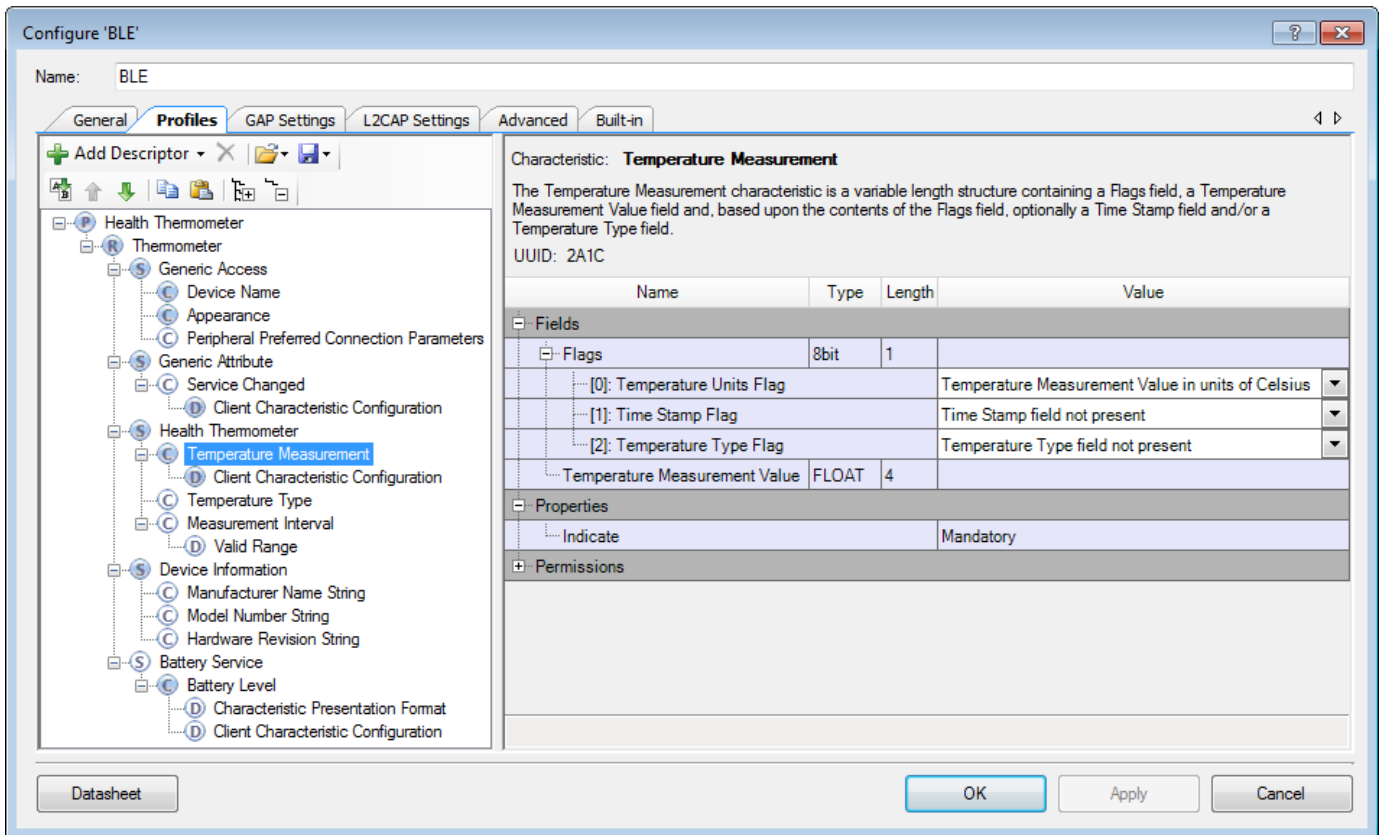 Configure 'BLE'
Name: BLE
General Profiles GAP Settings L2CAP Settings Advanced Built-in
Add Descriptor
P Health Thermometer
R Thermometer
S Generic Access
C Device Name
C Appearance
C Peripheral Preferred Connection Parameters
S Generic Attribute
C Service Changed
D Client Characteristic Configuration
S Health Thermometer
C Temperature Measurement
D Client Characteristic Configuration
C Temperature Type
C Measurement Interval
D Valid Range
S Device Information
C Manufacturer Name String
C Model Number String
C Hardware Revision String
S Battery Service
C Battery Level
D Characteristic Presentation Format
D Client Characteristic Configuration
Characteristic: Temperature Measurement
The Temperature Measurement characteristic is a variable length structure containing a Flags field, a Temperature
Measurement Value field and, based upon the contents of the Flags field, optionally a Time Stamp field and/or a
Temperature Type field.
UUID: 2A1C
Name Type Length Value
Fields
Flags 8bit 1
[0]: Temperature Units Flag Temperature Measurement Value in units of Celsius
[1]: Time Stamp Flag Time Stamp field not present
[2]: Temperature Type Flag Temperature Type field not present
Temperature Measurement Value FLOAT 4
Properties
Indicate Mandatory
Permissions
Datasheet OK Apply Cancel